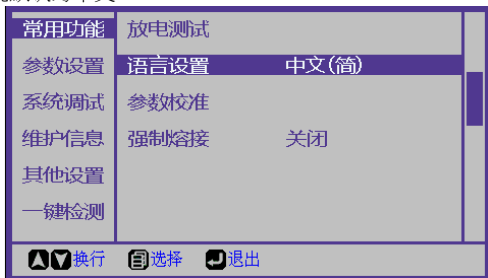 常用功能 放电测试
参数设置 语言设置 中文(简)
系统调试 参数校准
维护信息 强制熔接 关闭
其他设置
一键检测
换行 选择 退出